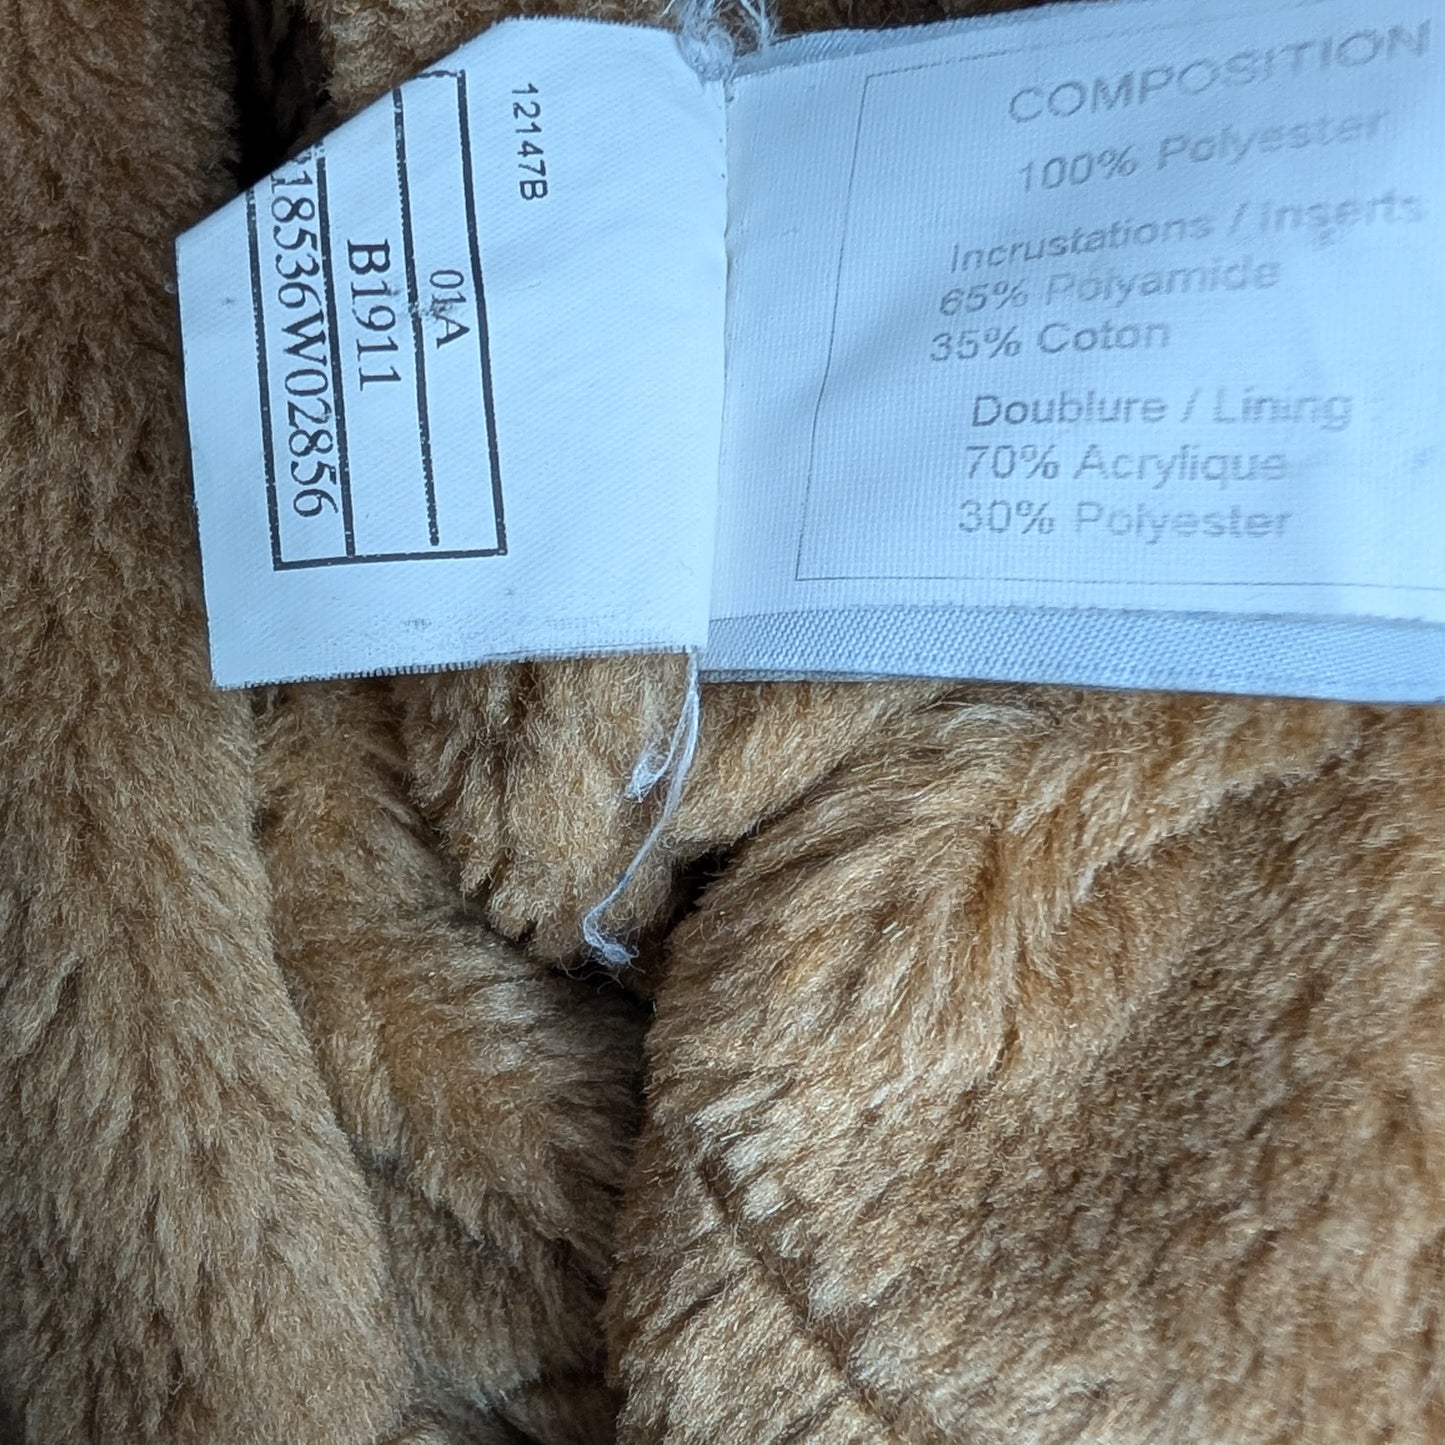 12147B
01A
B1911
18536W02856
COMPOSITION
100% Polyester
Incrustations / Inserts
65% Polyamide
35% Coton
Doublure / Lining
70% Acrylique
30% Polyester